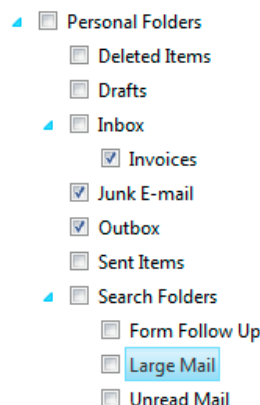 Personal Folders
Deleted Items
Drafts
Inbox
Invoices
Junk E-mail
Outbox
Sent Items
Search Folders
Form Follow Up
Large Mail
Unread Mail